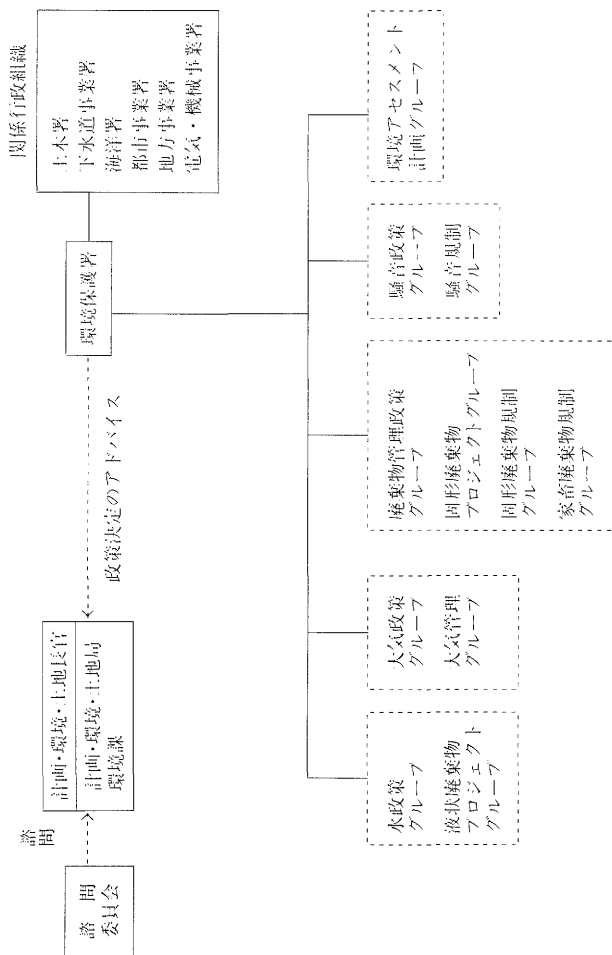 諮問
委員会
諮問
計画・環境・土地長官
計画・環境・土地局
環境課
政策決定のアドバイス
環境保護署
関係行政組織
土木署
下水道事業署
海洋署
都市事業署
地方事業署
電気・機械事業署
水政策
グループ
液状廃棄物
プロジェクト
グループ
大気政策
グループ
大気管理
グループ
廃棄物管理政策
グループ
固形廃棄物
プロジェクトグループ
固形廃棄物規制
グループ
家畜廃棄物規制
グループ
騒音政策
グループ
騒音規制
グループ
環境アセスメント
計画グループ